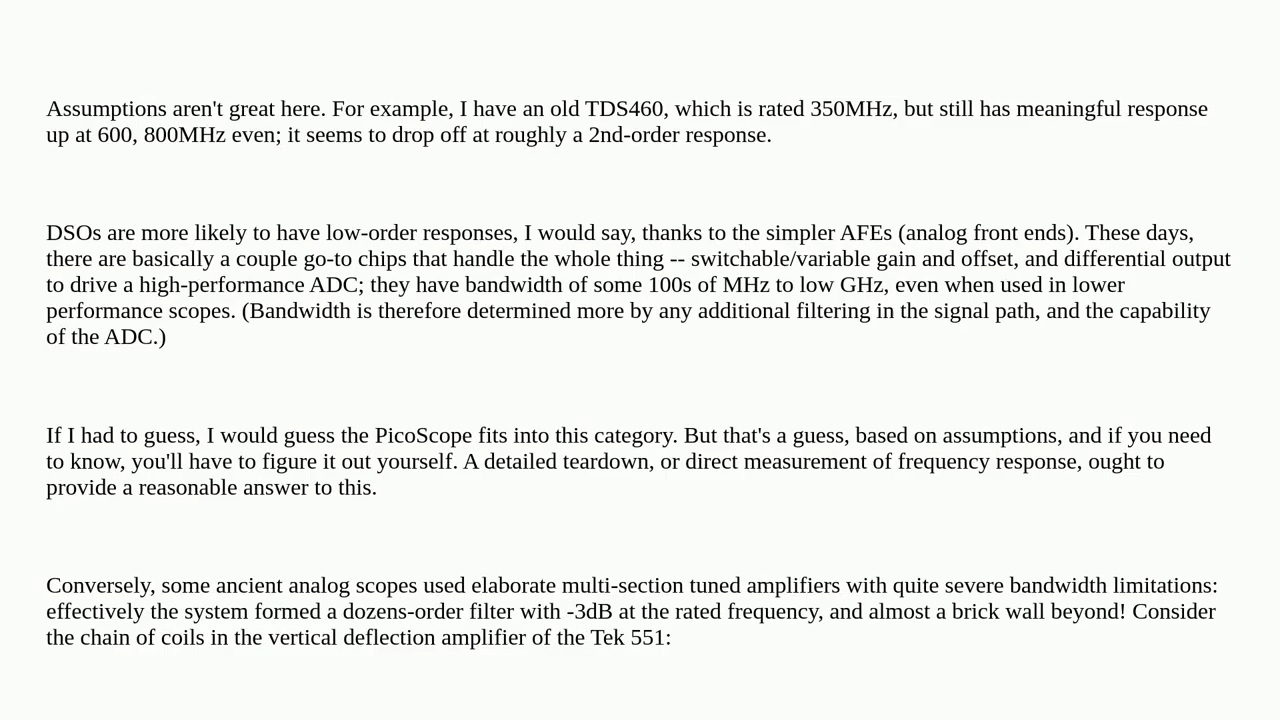 Assumptions aren't great here. For example, I have an old TDS460, which is rated 350MHz, but still has meaningful response
up at 600, 800MHz even; it seems to drop off at roughly a 2nd-order response.
DSOs are more likely to have low-order responses, I would say, thanks to the simpler AFEs (analog front ends). These days,
there are basically a couple go-to chips that handle the whole thing -- switchable/variable gain and offset, and differential output
to drive a high-performance ADC; they have bandwidth of some 100s of MHz to low GHz, even when used in lower
performance scopes. (Bandwidth is therefore determined more by any additional filtering in the signal path, and the capability
of the ADC.)
If I had to guess, I would guess the PicoScope fits into this category. But that's a guess, based on assumptions, and if you need
to know, you'll have to figure it out yourself. A detailed teardown, or direct measurement of frequency response, ought to
provide a reasonable answer to this.
Conversely, some ancient analog scopes used elaborate multi-section tuned amplifiers with quite severe bandwidth limitations:
effectively the system formed a dozens-order filter with -3dB at the rated frequency, and almost a brick wall beyond! Consider
the chain of coils in the vertical deflection amplifier of the Tek 551: